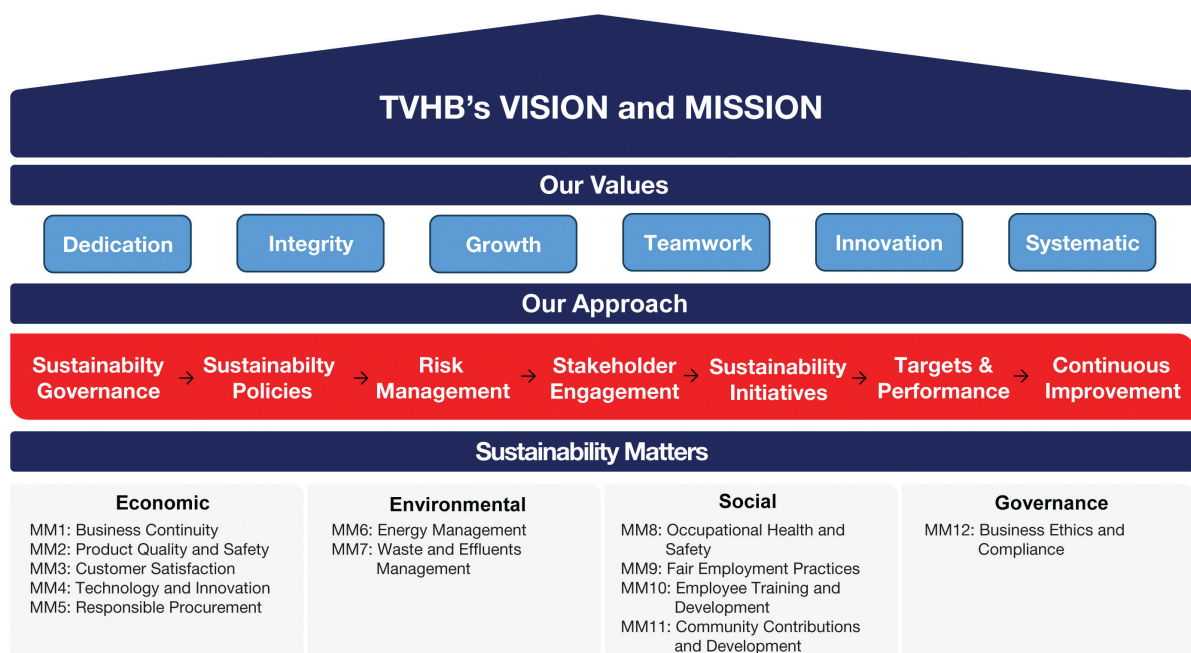 TVHB's VISION and MISSION
Our Values
Dedication
Integrity
Growth
Teamwork
Innovation
Systematic
Our Approach
Sustainabilty
Governance
→
Sustainabilty
Policies
→
Risk
Management
→
Stakeholder
Engagement
→
Sustainability
Initiatives
→
Targets &
Performance
→
Continuous
Improvement
Sustainability Matters
Economic
MM1: Business Continuity
MM2: Product Quality and Safety
MM3: Customer Satisfaction
MM4: Technology and Innovation
MM5: Responsible Procurement
Environmental
MM6: Energy Management
MM7: Waste and Effluents
Management
Social
MM8: Occupational Health and
Safety
MM9: Fair Employment Practices
MM10: Employee Training and
Development
MM11: Community Contributions
and Development
Governance
MM12: Business Ethics and
Compliance